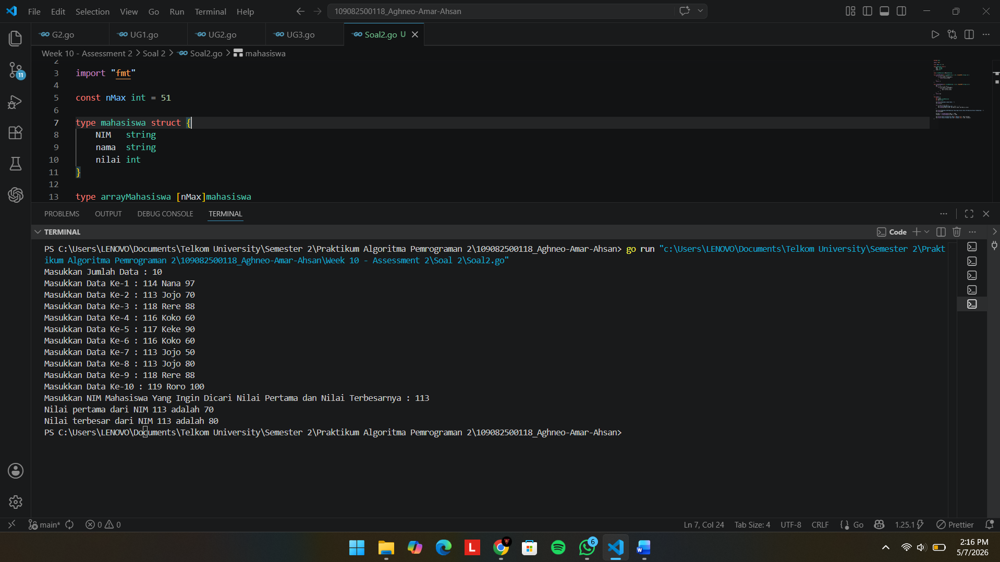 File Edit Selection View Go Run Terminal Help
109082500118_Aghneo-Amar-Ahsan
G2.go
UG1.go
UG2.go
UG3.go
Soal2.go U
Week 10 - Assessment 2 > Soal 2 > Soal2.go > mahasiswa
2
3 import "fmt"
4
5 const nMax int = 51
6
7 type mahasiswa struct {
8 NIM string
9 nama string
10 nilai int
11 }
12
13 type arrayMahasiswa [nMax]mahasiswa
PROBLEMS OUTPUT DEBUG CONSOLE TERMINAL
TERMINAL
Code
PS C:\Users\LENOVO\Documents\Telkom University\Semester 2\Praktikum Algoritma Pemrograman 2\109082500118_Aghneo-Amar-Ahsan> go run "c:\Users\LENOVO\Documents\Telkom University\Semester 2\Prakt
ikum Algoritma Pemrograman 2\109082500118_Aghneo-Amar-Ahsan\Week 10 - Assessment 2\Soal 2\Soal2.go"
Masukkan Jumlah Data : 10
Masukkan Data Ke-1 : 114 Nana 97
Masukkan Data Ke-2 : 113 Jojo 70
Masukkan Data Ke-3 : 118 Rere 88
Masukkan Data Ke-4 : 116 Koko 60
Masukkan Data Ke-5 : 117 Keke 90
Masukkan Data Ke-6 : 116 Koko 60
Masukkan Data Ke-7 : 113 Jojo 50
Masukkan Data Ke-8 : 113 Jojo 80
Masukkan Data Ke-9 : 118 Rere 88
Masukkan Data Ke-10 : 119 Roro 100
Masukkan NIM Mahasiswa Yang Ingin Dicari Nilai Pertama dan Nilai Terbesarnya : 113
Nilai pertama dari NIM 113 adalah 70
Nilai terbesar dari NIM 113 adalah 80
PS C:\Users\LENOVO\Documents\Telkom University\Semester 2\Praktikum Algoritma Pemrograman 2\109082500118_Aghneo-Amar-Ahsan>
11
main* 0 0
Ln 7, Col 24 Tab Size: 4 UTF-8 CRLF {} Go 1.25.1 Prettier
L
6
W
2:16 PM
5/7/2026